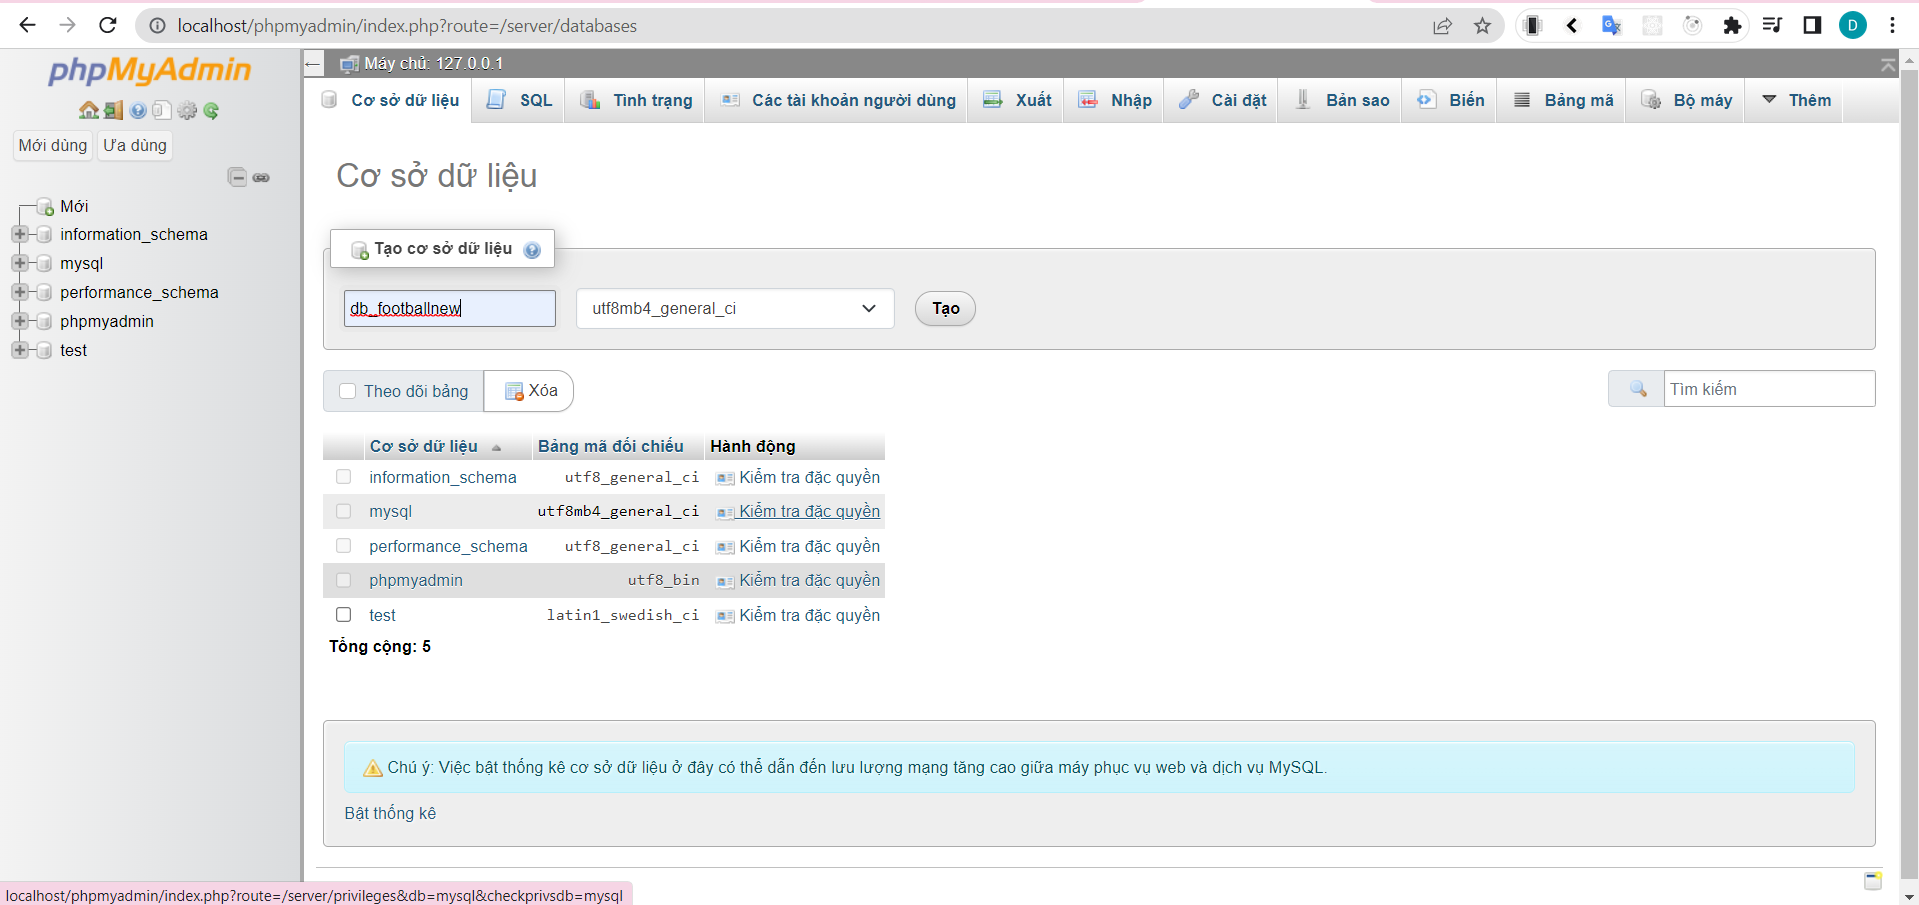 localhost/phpmyadmin/index.php?route=/server/databases
D
phpMyAdmin
Mới dùng Ưa dùng
Mới
information_schema
mysql
performance_schema
phpmyadmin
test
Máy chủ: 127.0.0.1
Cơ sở dữ liệu SQL Tình trạng Các tài khoản người dùng Xuất Nhập Cài đặt Bản sao Biến Bảng mã Bộ máy Thêm
Cơ sở dữ liệu
Tạo cơ sở dữ liệu
db_footballnew utf8mb4_general_ci Tạo
Theo dõi bảng Xóa Tìm kiếm
Cơ sở dữ liệu Bảng mã đối chiếu Hành động
information_schema utf8_general_ci Kiểm tra đặc quyền
mysql utf8mb4_general_ci Kiểm tra đặc quyền
performance_schema utf8_general_ci Kiểm tra đặc quyền
phpmyadmin utf8_bin Kiểm tra đặc quyền
test latin1_swedish_ci Kiểm tra đặc quyền
Tổng cộng: 5
Chú ý: Việc bật thống kê cơ sở dữ liệu ở đây có thể dẫn đến lưu lượng mạng tăng cao giữa máy phục vụ web và dịch vụ MySQL.
Bật thống kê
localhost/phpmyadmin/index.php?route=/server/privileges&db=mysql&checkprivsdb=mysql